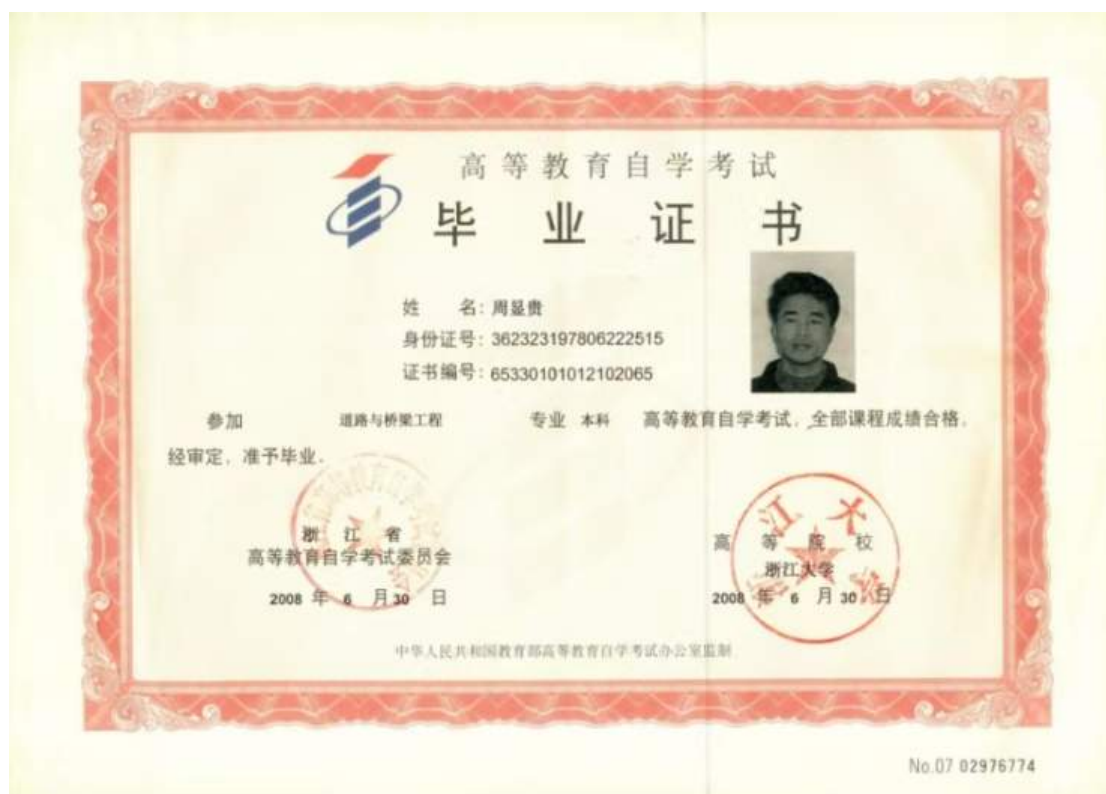 高等教育自学考试
毕业证书
姓 名：周显贵
身份证号：362323197806222515
证书编号：65330101012102065
参加 道路与桥梁工程 专业 本科 高等教育自学考试，全部课程成绩合格，
经审定，准予毕业。
浙 江 省
高等教育自学考试委员会
2008 年 6 月 30 日
高 等 院 校
浙江大学
2008 年 6 月 30 日
浙江大学
中华人民共和国教育部高等教育自学考试办公室监制
No.07 02976774